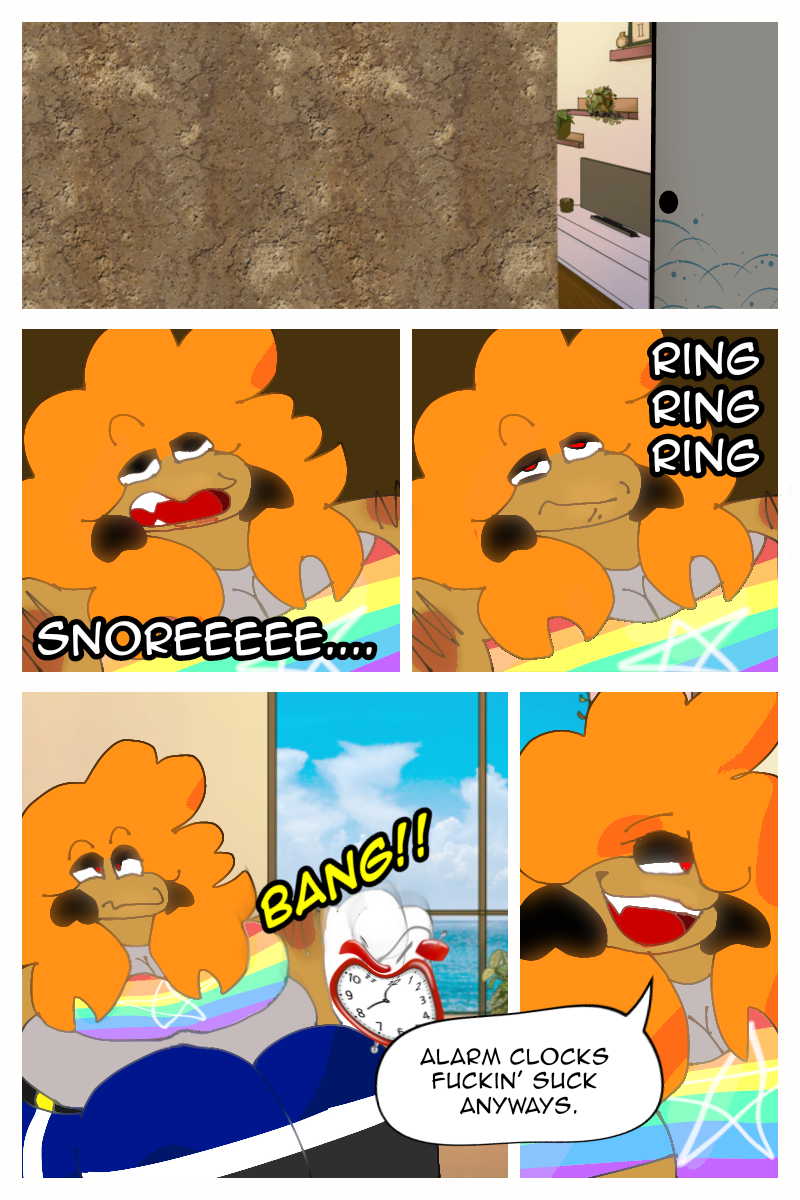 SNOREEEEE....
RING
RING
RING
BANG!!
ALARM CLOCKS
FUCKIN' SUCK
ANYWAYS.